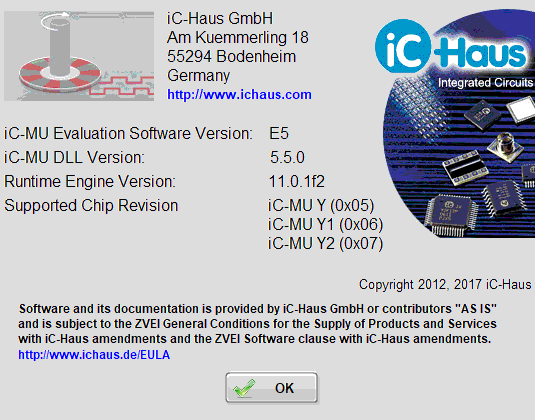 iC-Haus GmbH
Am Kuemmerling 18
55294 Bodenheim
Germany
http://www.ichaus.com
iC Haus
Integrated Circuits
iC-MU Evaluation Software Version: E5
iC-MU DLL Version: 5.5.0
Runtime Engine Version: 11.0.1f2
Supported Chip Revision iC-MU Y (0x05)
iC-MU Y1 (0x06)
iC-MU Y2 (0x07)
Copyright 2012, 2017 iC-Haus
Software and its documentation is provided by iC-Haus GmbH or contributors "AS IS"
and is subject to the ZVEI General Conditions for the Supply of Products and Services
with iC-Haus amendments and the ZVEI Software clause with iC-Haus amendments.
http://www.ichaus.de/EULA
OK